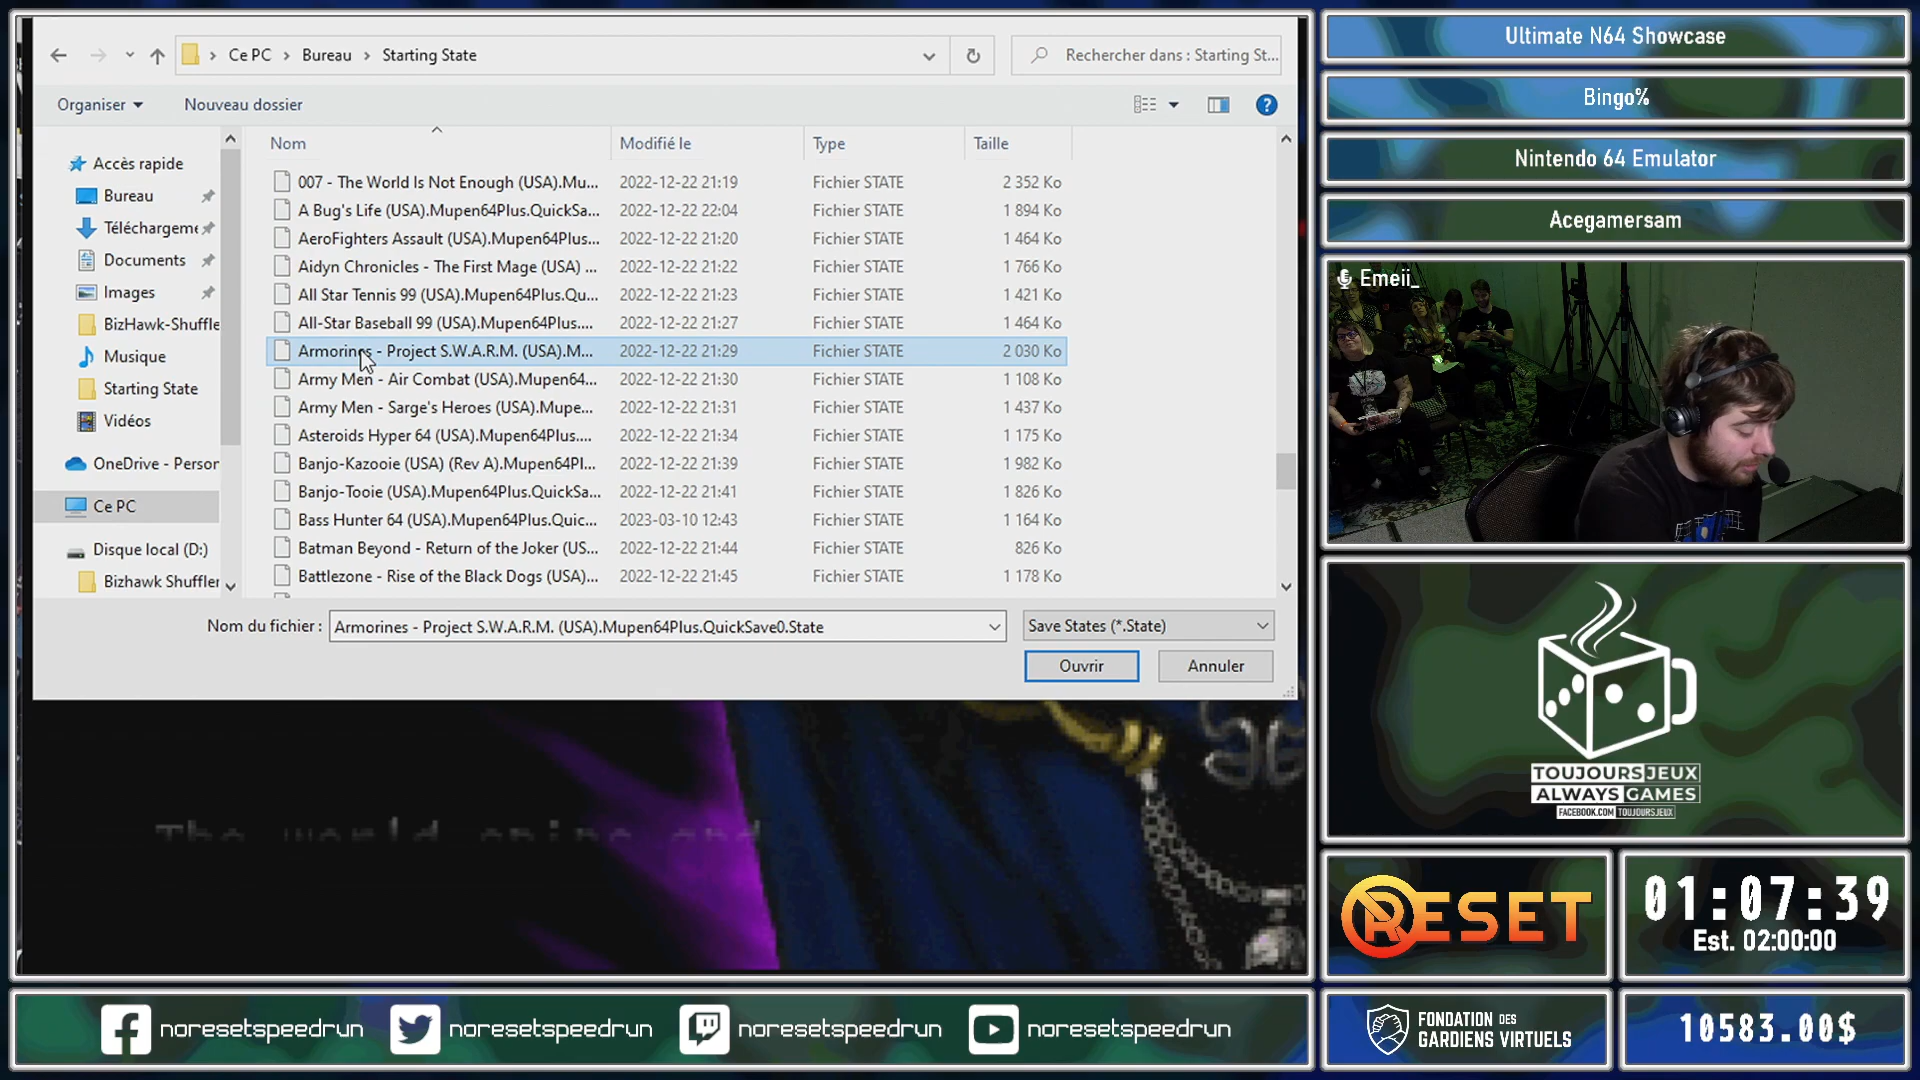 Ce PC > Bureau > Starting State
Rechercher dans : Starting St...
Organiser
Nouveau dossier
?
Nom
Modifié le
Type
Taille
Accès rapide
Bureau
Téléchargeme
Documents
Images
BizHawk-Shuffle
Musique
Starting State
Vidéos
OneDrive - Person
Ce PC
Disque local (D:)
Bizhawk Shuffler
007 - The World Is Not Enough (USA).Mu... 2022-12-22 21:19 Fichier STATE 2 352 Ko
A Bug's Life (USA).Mupen64Plus.QuickSa... 2022-12-22 22:04 Fichier STATE 1 894 Ko
AeroFighters Assault (USA).Mupen64Plus... 2022-12-22 21:20 Fichier STATE 1 464 Ko
Aidyn Chronicles - The First Mage (USA) ... 2022-12-22 21:22 Fichier STATE 1 766 Ko
All Star Tennis 99 (USA).Mupen64Plus.Qu... 2022-12-22 21:23 Fichier STATE 1 421 Ko
All-Star Baseball 99 (USA).Mupen64Plus.... 2022-12-22 21:27 Fichier STATE 1 464 Ko
Armorines - Project S.W.A.R.M. (USA).M... 2022-12-22 21:29 Fichier STATE 2 030 Ko
Army Men - Air Combat (USA).Mupen64... 2022-12-22 21:30 Fichier STATE 1 108 Ko
Army Men - Sarge's Heroes (USA).Mupe... 2022-12-22 21:31 Fichier STATE 1 437 Ko
Asteroids Hyper 64 (USA).Mupen64Plus.... 2022-12-22 21:34 Fichier STATE 1 175 Ko
Banjo-Kazooie (USA) (Rev A).Mupen64Pl... 2022-12-22 21:39 Fichier STATE 1 982 Ko
Banjo-Tooie (USA).Mupen64Plus.QuickSa... 2022-12-22 21:41 Fichier STATE 1 826 Ko
Bass Hunter 64 (USA).Mupen64Plus.Quic... 2023-03-10 12:43 Fichier STATE 1 164 Ko
Batman Beyond - Return of the Joker (US... 2022-12-22 21:44 Fichier STATE 826 Ko
Battlezone - Rise of the Black Dogs (USA)... 2022-12-22 21:45 Fichier STATE 1 178 Ko
Nom du fichier : Armorines - Project S.W.A.R.M. (USA).Mupen64Plus.QuickSave0.State
Save States (*.State)
Ouvrir
Annuler
The world
Ultimate N64 Showcase
Bingo%
Nintendo 64 Emulator
Acegamersam
Emeii_
TOUJOURS JEUX
ALWAYS GAMES
FACEBOOK.COM TOUJOURSJEUX
RESET
01:07:39
Est. 02:00:00
noresetspeedrun
noresetspeedrun
noresetspeedrun
noresetspeedrun
FONDATION DES
GARDIENS VIRTUELS
10583.00$